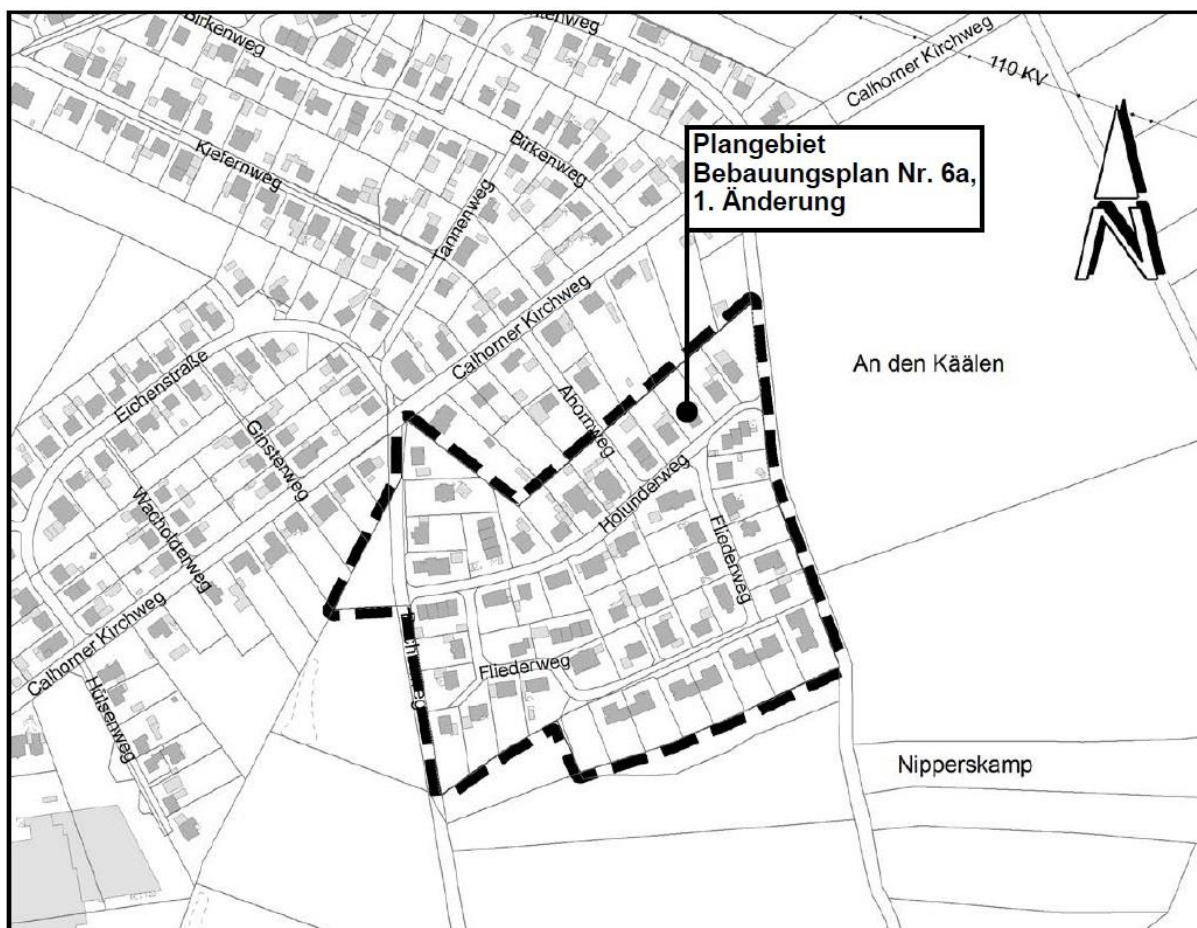 Birkenweg
Calhorner Kirchweg
110 KV
Plangebiet
Bebauungsplan Nr. 6a,
1. Änderung
Kiefernweg
Birkenweg
Tannenweg
N
Calhorner Kirchweg
An den Käälen
Eichenstraße
Ahornweg
Ginsterweg
Holunderweg
Wacholderweg
Fliederweg
Calhorner Kirchweg
Fliederweg
Hülsenweg
Nipperskamp